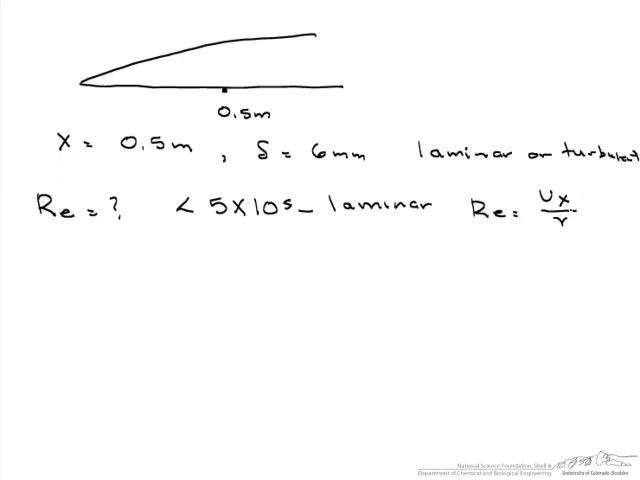 0.5m
x = 0.5m, δ = 6mm laminar or turbulent
Re = ? < 5X10⁵ - laminar Re = Ux/ν
National Science Foundation, Shell &
Department of Chemical and Biological Engineering
University of Colorado-Boulder